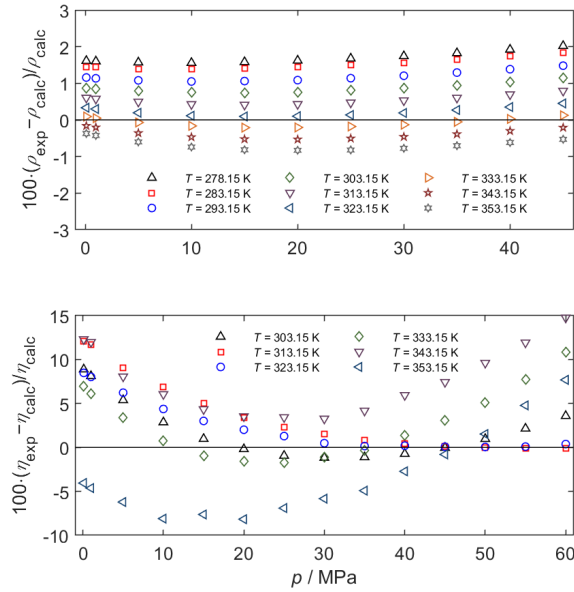 3
2
1
0
-1
-2
-3
100·(ρexp−ρcalc)/ρcalc
T = 278.15 K T = 303.15 K T = 333.15 K
T = 283.15 K T = 313.15 K T = 343.15 K
T = 293.15 K T = 323.15 K T = 353.15 K
0 10 20 30 40
15
10
5
0
-5
-10
100·(ηexp−ηcalc)/ηcalc
T = 303.15 K T = 333.15 K
T = 313.15 K T = 343.15 K
T = 323.15 K T = 353.15 K
0 10 20 30 40 50 60
p / MPa